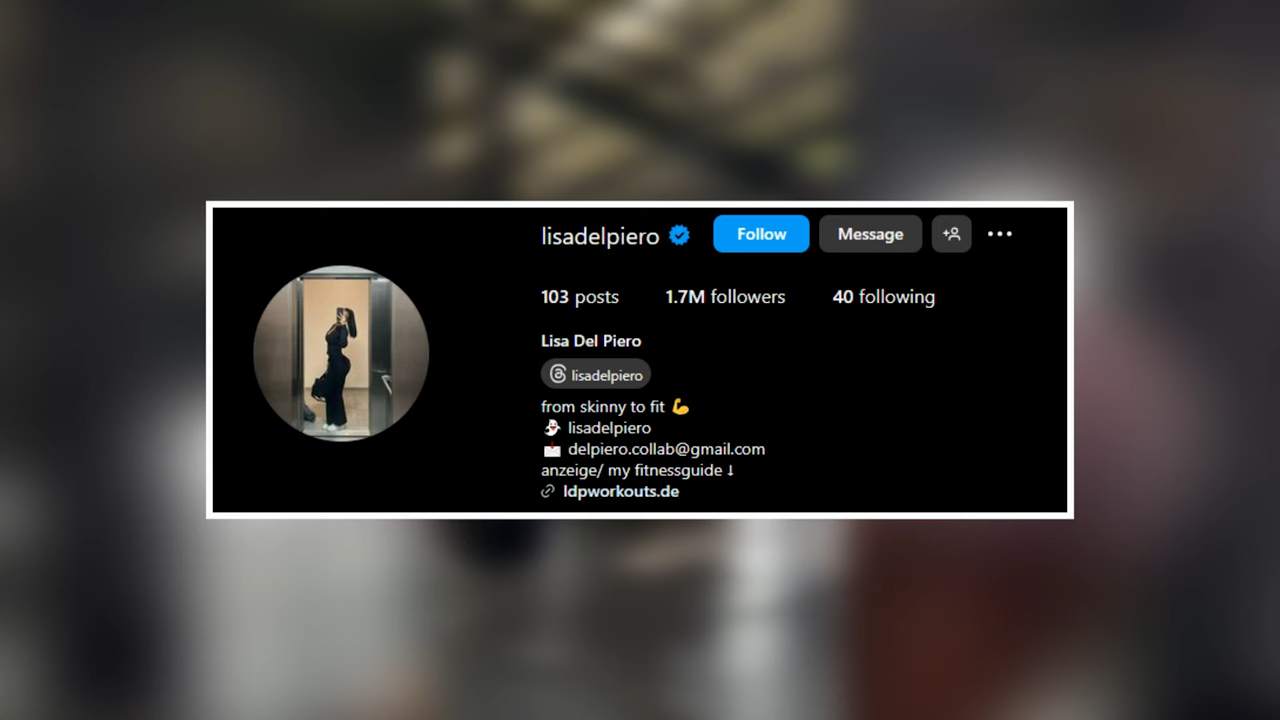 lisadelpiero Follow Message
103 posts 1.7M followers 40 following
Lisa Del Piero
lisadelpiero
from skinny to fit 💪
👻 lisadelpiero
📩 delpiero.collab@gmail.com
anzeige/ my fitnessguide ↓
ldpworkouts.de